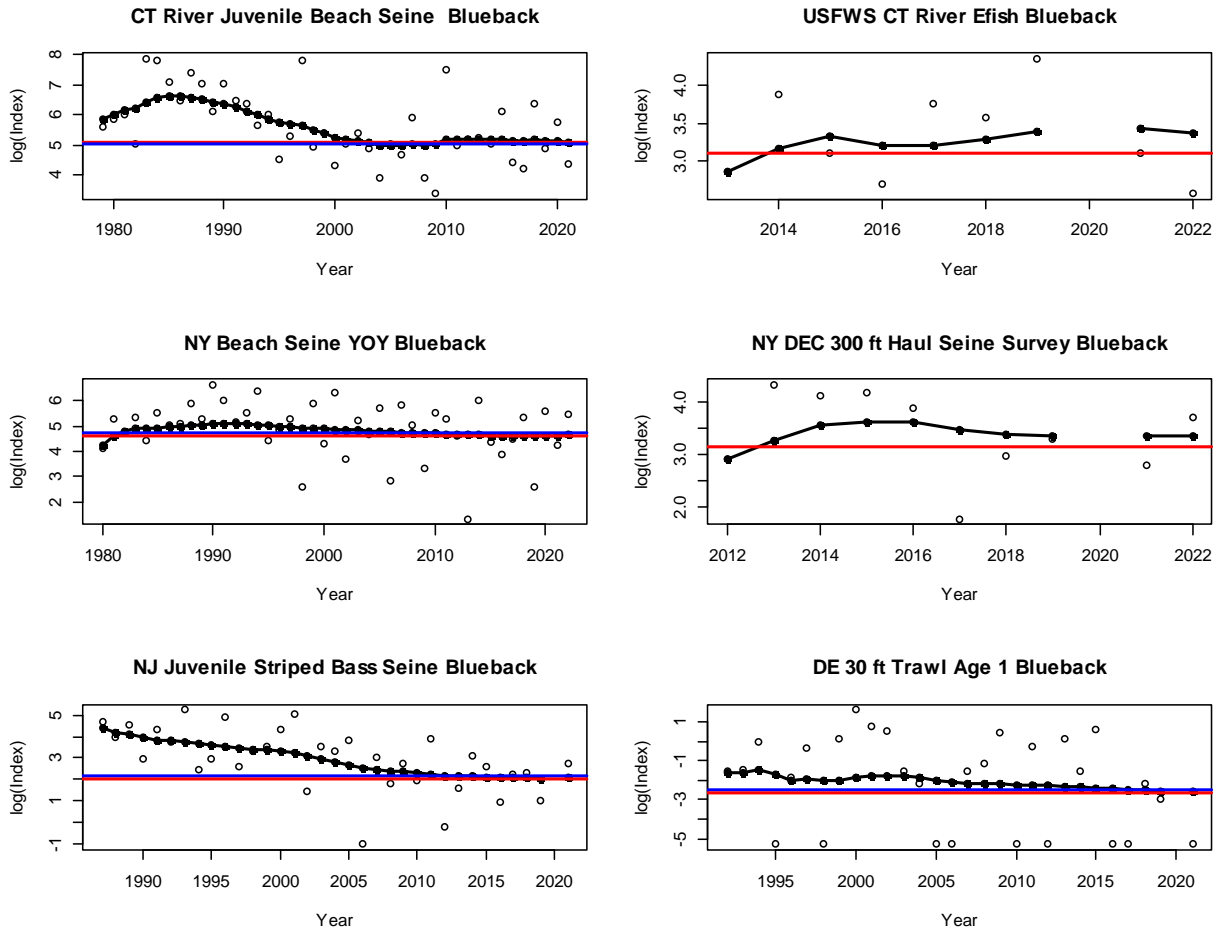 CT River Juvenile Beach Seine Blueback
log(Index)
8
7
6
5
4
1980 1990 2000 2010 2020
Year
USFWS CT River Efish Blueback
log(Index)
4.0
3.5
3.0
2014 2016 2018 2020 2022
Year
NY Beach Seine YOY Blueback
log(Index)
6
5
4
2
1980 1990 2000 2010 2020
Year
NY DEC 300 ft Haul Seine Survey Blueback
log(Index)
4.0
3.0
2.0
2012 2014 2016 2018 2020 2022
Year
NJ Juvenile Striped Bass Seine Blueback
log(Index)
5
3
1
-1
1990 1995 2000 2005 2010 2015 2020
Year
DE 30 ft Trawl Age 1 Blueback
log(Index)
1
-1
-3
-5
1995 2000 2005 2010 2015 2020
Year